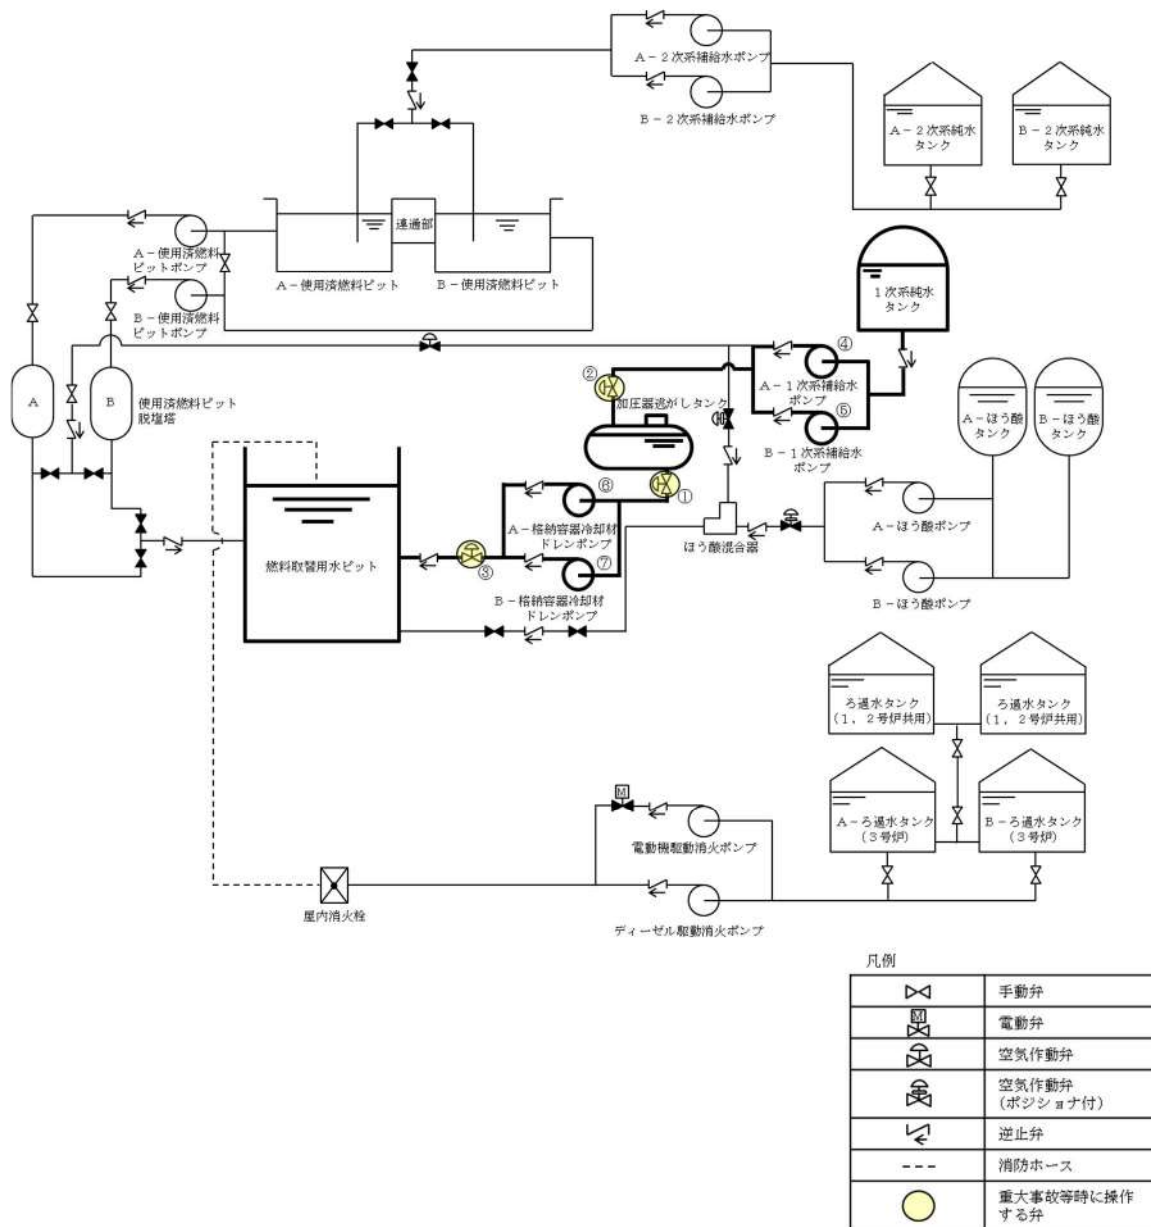 A-2次系補給水ポンプ
B-2次系補給水ポンプ
A-2次系純水
タンク
B-2次系純水
タンク
連通部
A-使用済燃料
ピットポンプ
A-使用済燃料ピット
B-使用済燃料ピット
B-使用済燃料
ピットポンプ
1次系純水
タンク
④
②
A-1次系補給水
ポンプ
加圧器逃がしタンク
⑤
B-1次系補給水
ポンプ
A
B
使用済燃料ピット
脱塩塔
A-ほう酸
タンク
B-ほう酸
タンク
①
⑥
A-格納容器冷却材
ドレンポンプ
A-ほう酸ポンプ
ほう酸混合器
燃料取替用水ピット
③
⑦
B-格納容器冷却材
ドレンポンプ
B-ほう酸ポンプ
ろ過水タンク
(1,2号炉共用)
ろ過水タンク
(1,2号炉共用)
M
A-ろ過水タンク
(3号炉)
B-ろ過水タンク
(3号炉)
電動機駆動消火ポンプ
屋内消火栓
ディーゼル駆動消火ポンプ
凡例
手動弁
M
電動弁
空気作動弁
空気作動弁
(ポジショナ付)
逆止弁
消防ホース
重大事故等時に操作
する弁